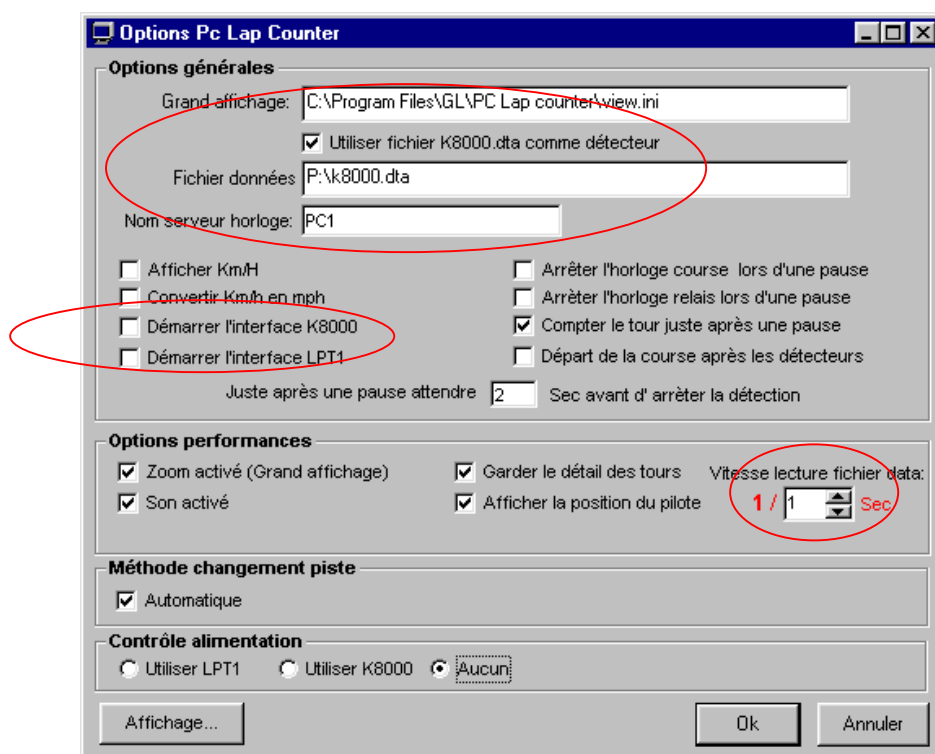 Options Pc Lap Counter
Options générales
Grand affichage: C:\Program Files\GL\PC Lap counter\view.ini
Utiliser fichier K8000.dta comme détecteur
Fichier données P:\k8000.dta
Nom serveur horloge: PC1
Afficher Km/H
Arrêter l'horloge course lors d'une pause
Convertir Km/h en mph
Arrèter l'horloge relais lors d'une pause
Démarrer l'interface K8000
Compter le tour juste après une pause
Démarrer l'interface LPT1
Départ de la course après les détecteurs
Juste après une pause attendre 2 Sec avant d' arrèter la détection
Options performances
Zoom activé (Grand affichage)
Garder le détail des tours
Vitesse lecture fichier data:
Son activé
Afficher la position du pilote
1 / 1 Sec
Méthode changement piste
Automatique
Contrôle alimentation
Utiliser LPT1 Utiliser K8000 Aucun
Affichage... Ok Annuler